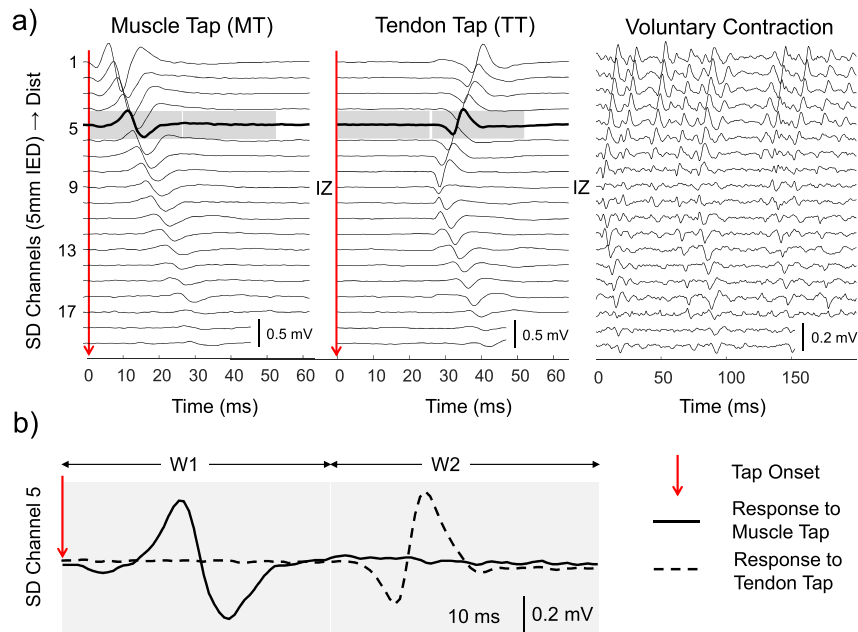 a)
Muscle Tap (MT)
Tendon Tap (TT)
Voluntary Contraction
SD Channels (5mm IED) → Dist
1
5
9
13
17
IZ
IZ
0.5 mV
0.5 mV
0.2 mV
0 10 20 30 40 50 60
0 10 20 30 40 50 60
0 50 100 150
Time (ms)
Time (ms)
Time (ms)
b)
W1
W2
SD Channel 5
10 ms
0.2 mV
Tap Onset
Response to
Muscle Tap
Response to
Tendon Tap